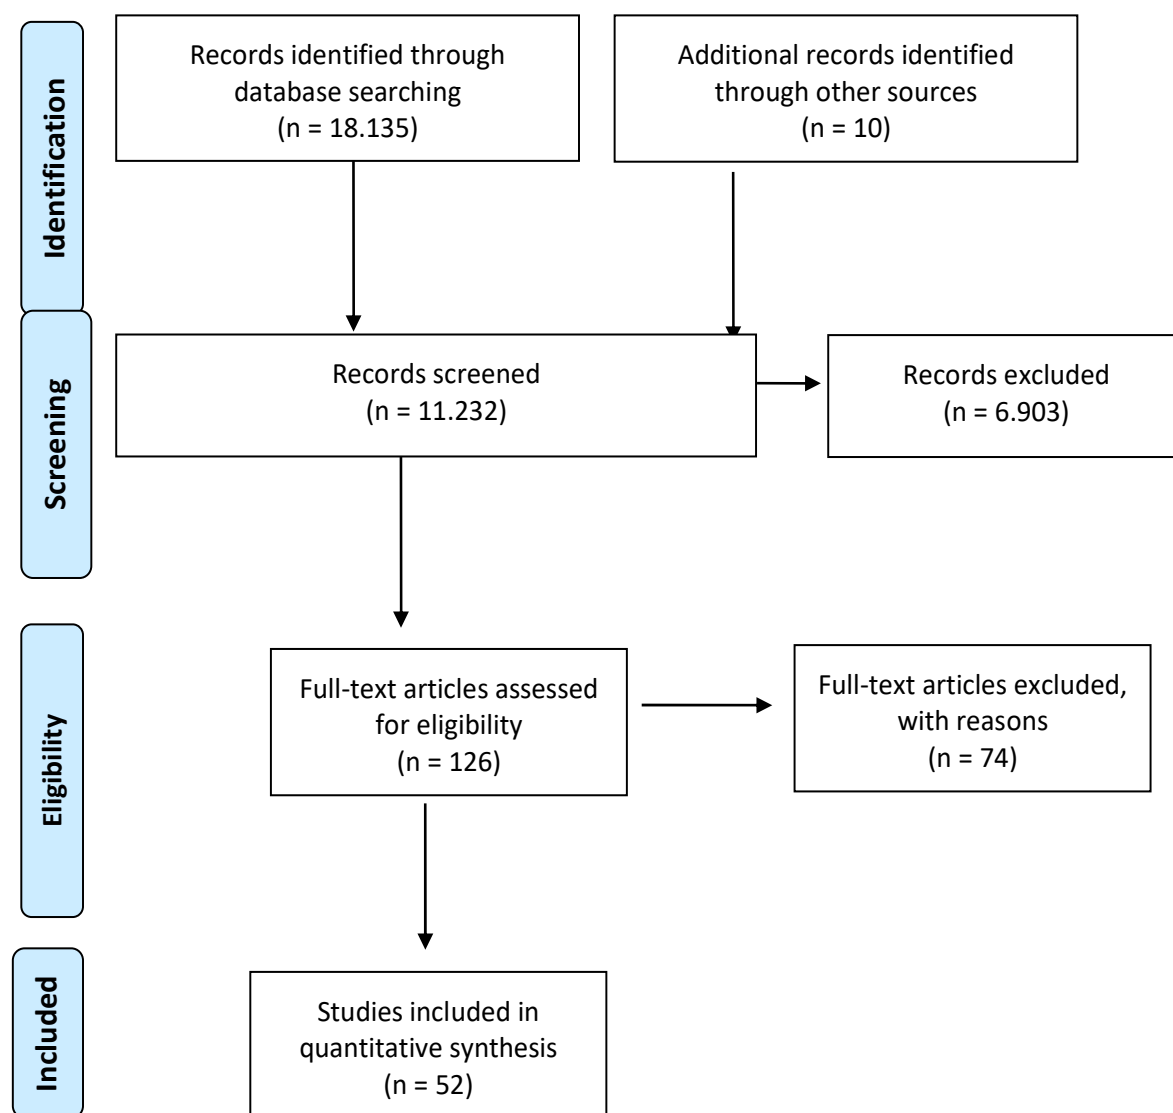 Identification
Records identified through
database searching
(n = 18.135)
Additional records identified
through other sources
(n = 10)
Screening
Records screened
(n = 11.232)
Records excluded
(n = 6.903)
Eligibility
Full-text articles assessed
for eligibility
(n = 126)
Full-text articles excluded,
with reasons
(n = 74)
Included
Studies included in
quantitative synthesis
(n = 52)